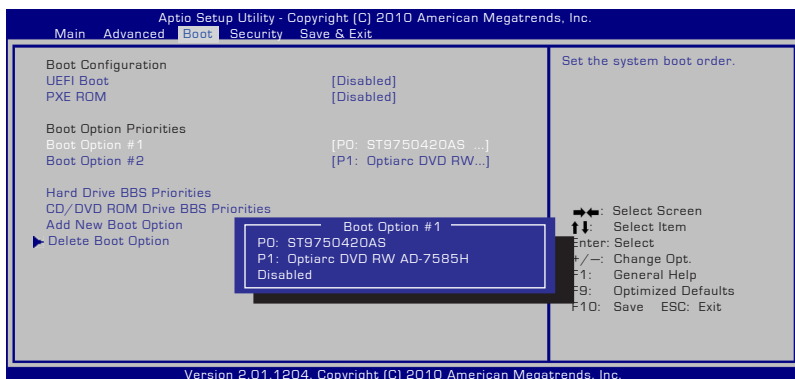 Aptio Setup Utility - Copyright (C) 2010 American Megatrends, Inc.
Main Advanced Boot Security Save & Exit
Boot Configuration
UEFI Boot [Disabled]
PXE ROM [Disabled]
Boot Option Priorities
Boot Option #1 [P0: ST9750420AS ...]
Boot Option #2 [P1: Optiarc DVD RW...]
Hard Drive BBS Priorities
CD/DVD ROM Drive BBS Priorities
Add New Boot Option
Delete Boot Option
Boot Option #1
P0: ST9750420AS
P1: Optiarc DVD RW AD-7585H
Disabled
Set the system boot order.
→←: Select Screen
↑↓: Select Item
Enter: Select
+/—: Change Opt.
F1: General Help
F9: Optimized Defaults
F10: Save ESC: Exit
Version 2.01.1204. Copyright (C) 2010 American Megatrends, Inc.